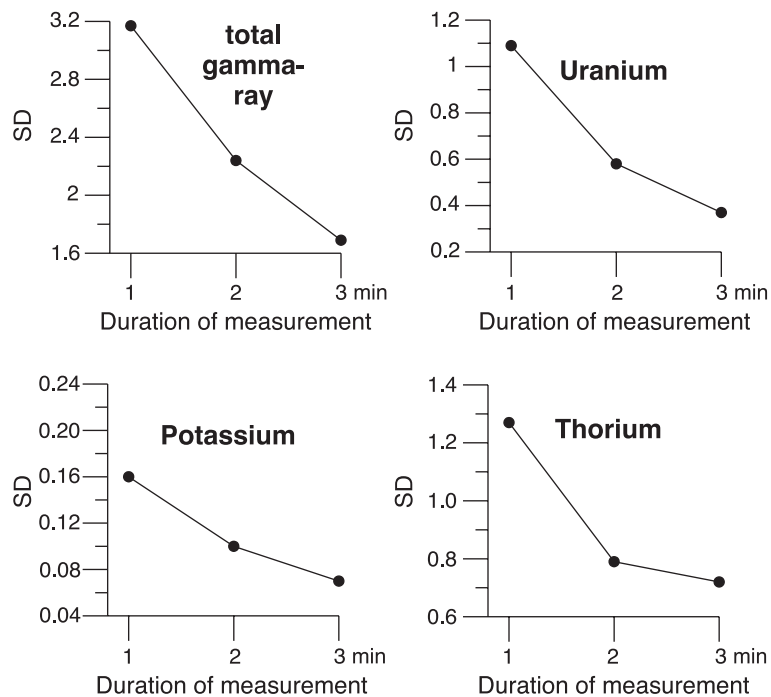 total
gamma-
ray
SD
3.2
2.8
2.4
2
1.6
1 2 3 min
Duration of measurement
Uranium
SD
1.2
1
0.8
0.6
0.4
0.2
1 2 3 min
Duration of measurement
Potassium
SD
0.24
0.20
0.16
0.12
0.08
0.04
1 2 3 min
Duration of measurement
Thorium
SD
1.4
1.2
1.0
0.8
0.6
1 2 3 min
Duration of measurement